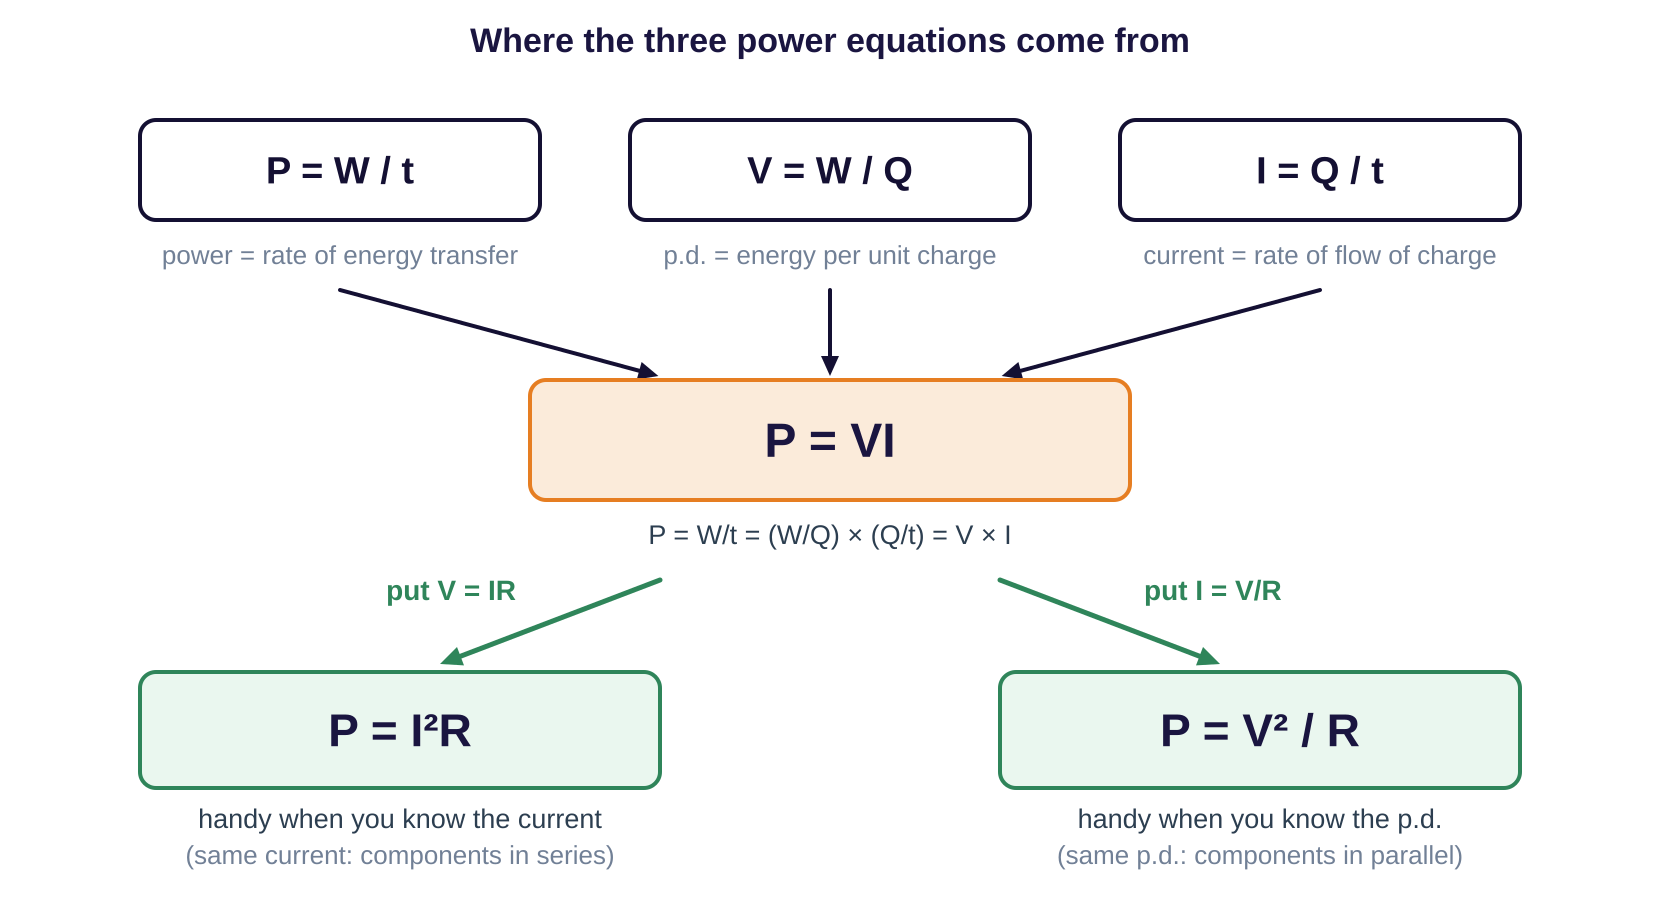 Where the three power equations come from
P = W / t
V = W / Q
I = Q / t
power = rate of energy transfer
p.d. = energy per unit charge
current = rate of flow of charge
P = VI
P = W/t = (W/Q) × (Q/t) = V × I
put V = IR
put I = V/R
P = I²R
P = V² / R
handy when you know the current
(same current: components in series)
handy when you know the p.d.
(same p.d.: components in parallel)